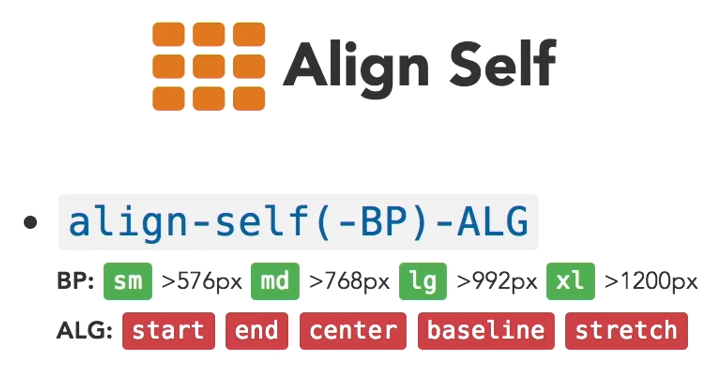 Align Self
• align-self(-BP)-ALG
BP: sm >576px md >768px lg >992px xl >1200px
ALG: start end center baseline stretch